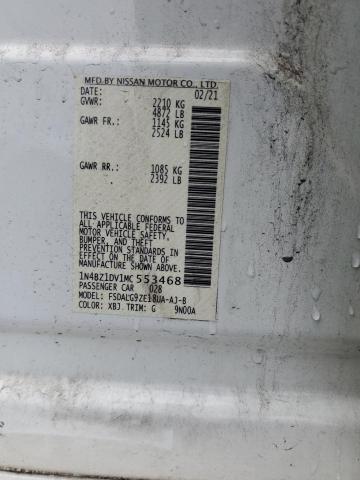 MFD.BY NISSAN MOTOR CO., LTD.
DATE: 02/21
GVWR: 2210 KG
4872 LB
GAWR FR.: 1145 KG
2524 LB
GAWR RR.: 1085 KG
2392 LB
THIS VEHICLE CONFORMS TO
ALL APPLICABLE FEDERAL
MOTOR VEHICLE SAFETY,
BUMPER, AND THEFT
PREVENTION STANDARDS IN
EFFECT ON THE DATE OF
MANUFACTURE SHOWN ABOVE.
1N4BZ1DV1MC 553468
PASSENGER CAR 028
MODEL: FSDALG9ZE18UA-AJ-B
COLOR: XBJ TRIM: G 9N00A